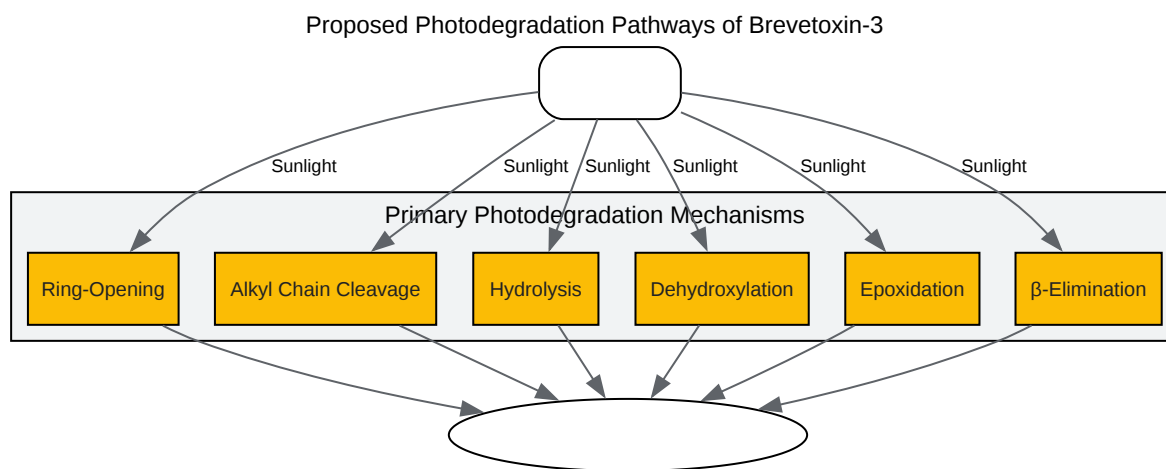 Proposed Photodegradation Pathways of Brevetoxin-3
Sunlight
Sunlight
Sunlight
Sunlight
Sunlight
Sunlight
Primary Photodegradation Mechanisms
Ring-Opening
Alkyl Chain Cleavage
Hydrolysis
Dehydroxylation
Epoxidation
β-Elimination